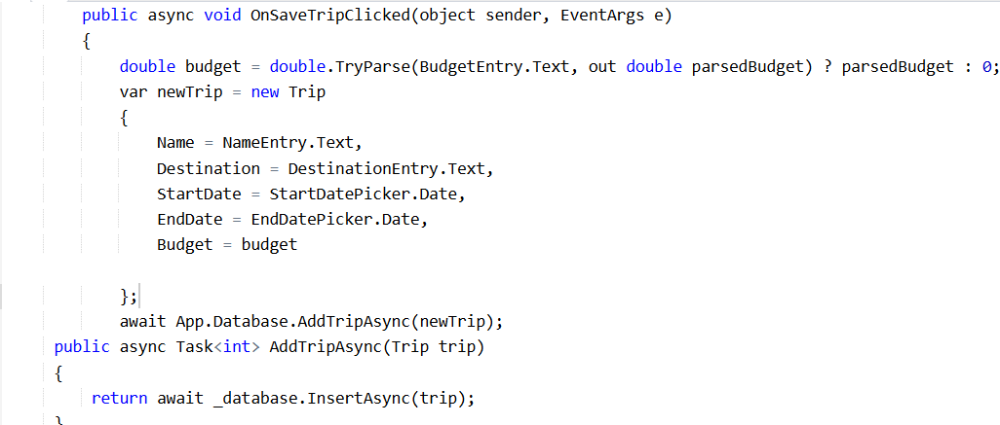 public async void OnSaveTripClicked(object sender, EventArgs e)
{
double budget = double.TryParse(BudgetEntry.Text, out double parsedBudget) ? parsedBudget : 0;
var newTrip = new Trip
{
Name = NameEntry.Text,
Destination = DestinationEntry.Text,
StartDate = StartDatePicker.Date,
EndDate = EndDatePicker.Date,
Budget = budget
};
await App.Database.AddTripAsync(newTrip);
public async Task<int> AddTripAsync(Trip trip)
{
return await _database.InsertAsync(trip);
}